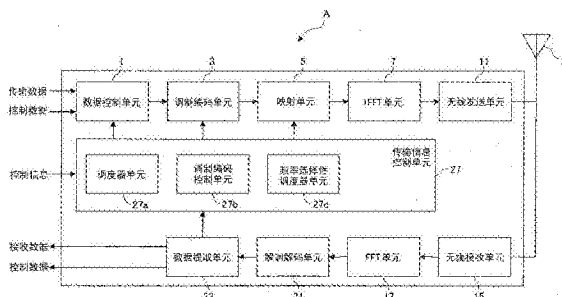 A
1
3
5
7
11
传输数据
控制数据
数据控制单元
调制编码单元
映射单元
IFFT单元
无线发送单元
传输信息
控制单元
控制信息
调度器单元
调制编码
控制单元
频率选择性
调度器单元
27
27a
27b
27c
接收数据
控制数据
数据提取单元
解调解码单元
FFT单元
无线接收单元
23
21
17
15